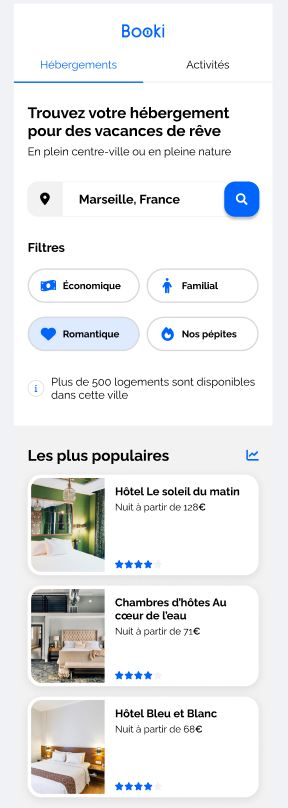 Booki
Hébergements
Activités
Trouvez votre hébergement
pour des vacances de rêve
En plein centre-ville ou en pleine nature
Marseille, France
Filtres
Économique
Familial
Romantique
Nos pépites
i
Plus de 500 logements sont disponibles
dans cette ville
Les plus populaires
Hôtel Le soleil du matin
Nuit à partir de 128€
Chambres d'hôtes Au
cœur de l'eau
Nuit à partir de 71€
Hôtel Bleu et Blanc
Nuit à partir de 68€